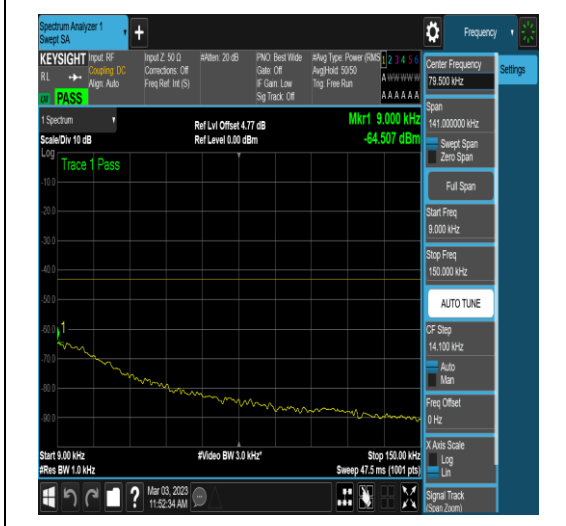 Spectrum Analyzer 1
Swept SA
+
Frequency
KEYSIGHT
RL
PASS
Input: RF
Coupling: DC
Align: Auto
Input Z: 50 Ω
Corrections: Off
Freq Ref: Int (S)
#Atten: 20 dB
PNO: Best Wide
Gate: Off
IF Gain: Low
Sig Track: Off
#Avg Type: Power (RMS
Avg|Hold: 50/50
Trig: Free Run
1 2 3 4 5 6
A W W W W W
A A A A A A
1 Spectrum
Scale/Div 10 dB
Ref Lvl Offset 4.77 dB
Ref Level 0.00 dBm
Mkr1 9.000 kHz
-64.507 dBm
Log
Trace 1 Pass
-10.0
-20.0
-30.0
-40.0
-50.0
-60.0
1
-70.0
-80.0
-90.0
Start 9.00 kHz
#Res BW 1.0 kHz
#Video BW 3.0 kHz*
Stop 150.00 kHz
Sweep 47.5 ms (1001 pts)
Center Frequency
79.500 kHz
Settings
Span
141.000000 kHz
Swept Span
Zero Span
Full Span
Start Freq
9.000 kHz
Stop Freq
150.000 kHz
AUTO TUNE
CF Step
14.100 kHz
Auto
Man
Freq Offset
0 Hz
X Axis Scale
Log
Lin
Signal Track
(Span Zoom)
?
Mar 03, 2023
11:52:34 AM